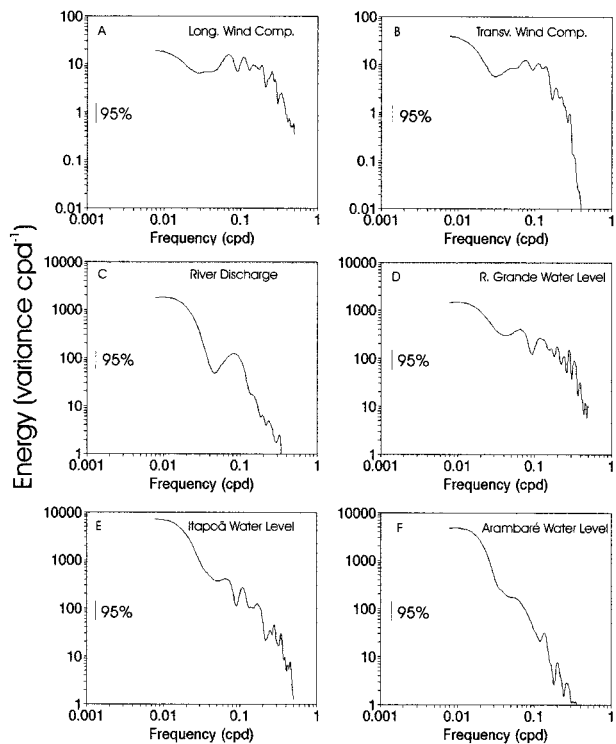 Energy (variance cpd⁻¹)
A
Long. Wind Comp.
100
10
1
0.1
0.01
95%
0.001 0.01 0.1 1
Frequency (cpd)
B
Transv. Wind Comp.
100
10
1
0.1
0.01
95%
0.001 0.01 0.1 1
Frequency (cpd)
C
River Discharge
10000
1000
100
10
1
95%
0.001 0.01 0.1 1
Frequency (cpd)
D
R. Grande Water Level
10000
1000
100
10
1
95%
0.001 0.01 0.1 1
Frequency (cpd)
E
Itapoã Water Level
10000
1000
100
10
1
95%
0.001 0.01 0.1 1
Frequency (cpd)
F
Arambaré Water Level
10000
1000
100
10
1
95%
0.001 0.01 0.1 1
Frequency (cpd)